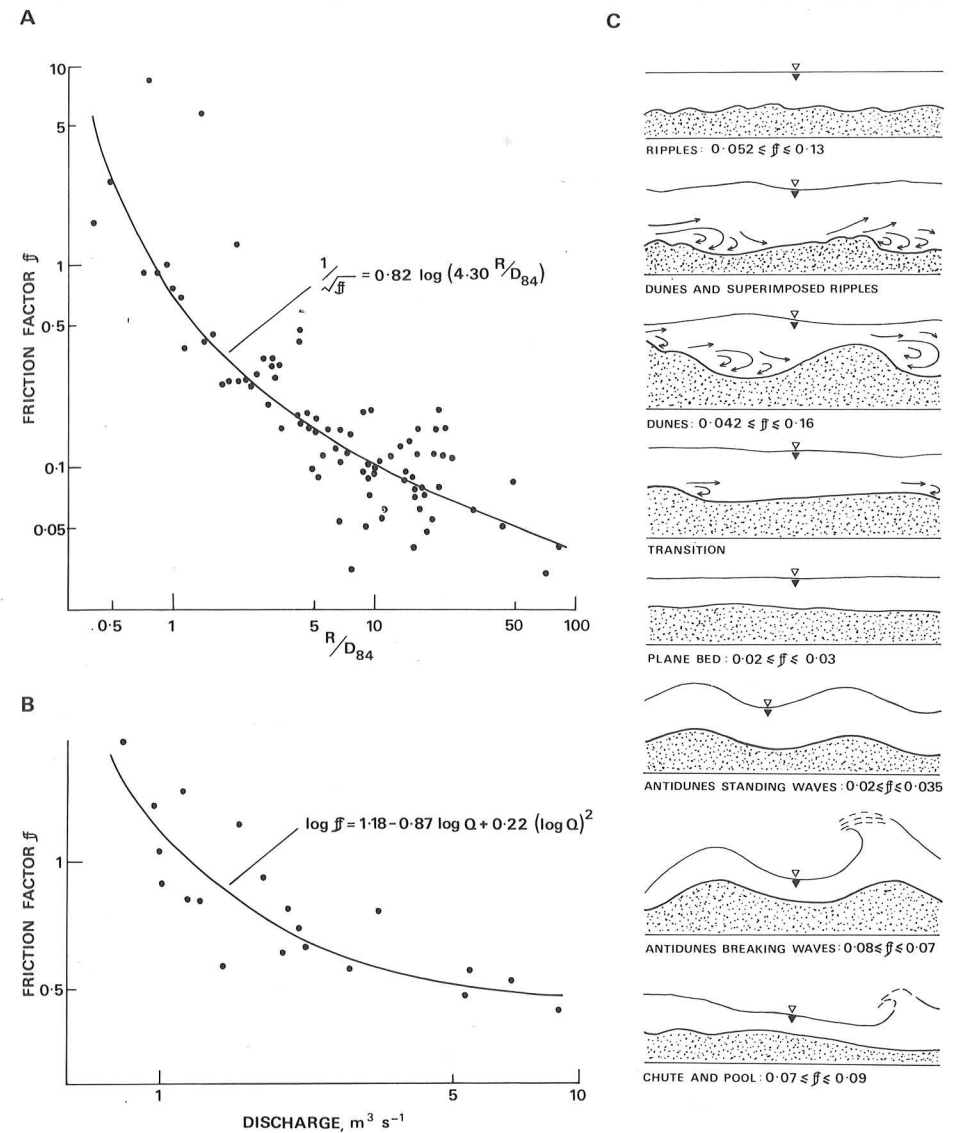 A
FRICTION FACTOR ff
10
5
1
0·5
0·1
0·05
1/√ff = 0·82 log (4·30 R/D84)
0·5 1 5 10 50 100
R/D84
B
FRICTION FACTOR ff
1
0·5
log ff = 1·18 – 0·87 log Q + 0·22 (log Q)²
1 5 10
DISCHARGE, m³ s⁻¹
C
RIPPLES: 0·052 ⩽ ff ⩽ 0·13
DUNES AND SUPERIMPOSED RIPPLES
DUNES: 0·042 ⩽ ff ⩽ 0·16
TRANSITION
PLANE BED: 0·02 ⩽ ff ⩽ 0·03
ANTIDUNES STANDING WAVES: 0·02⩽ff⩽0·035
ANTIDUNES BREAKING WAVES: 0·08⩽ff⩽0·07
CHUTE AND POOL: 0·07⩽ff⩽0·09